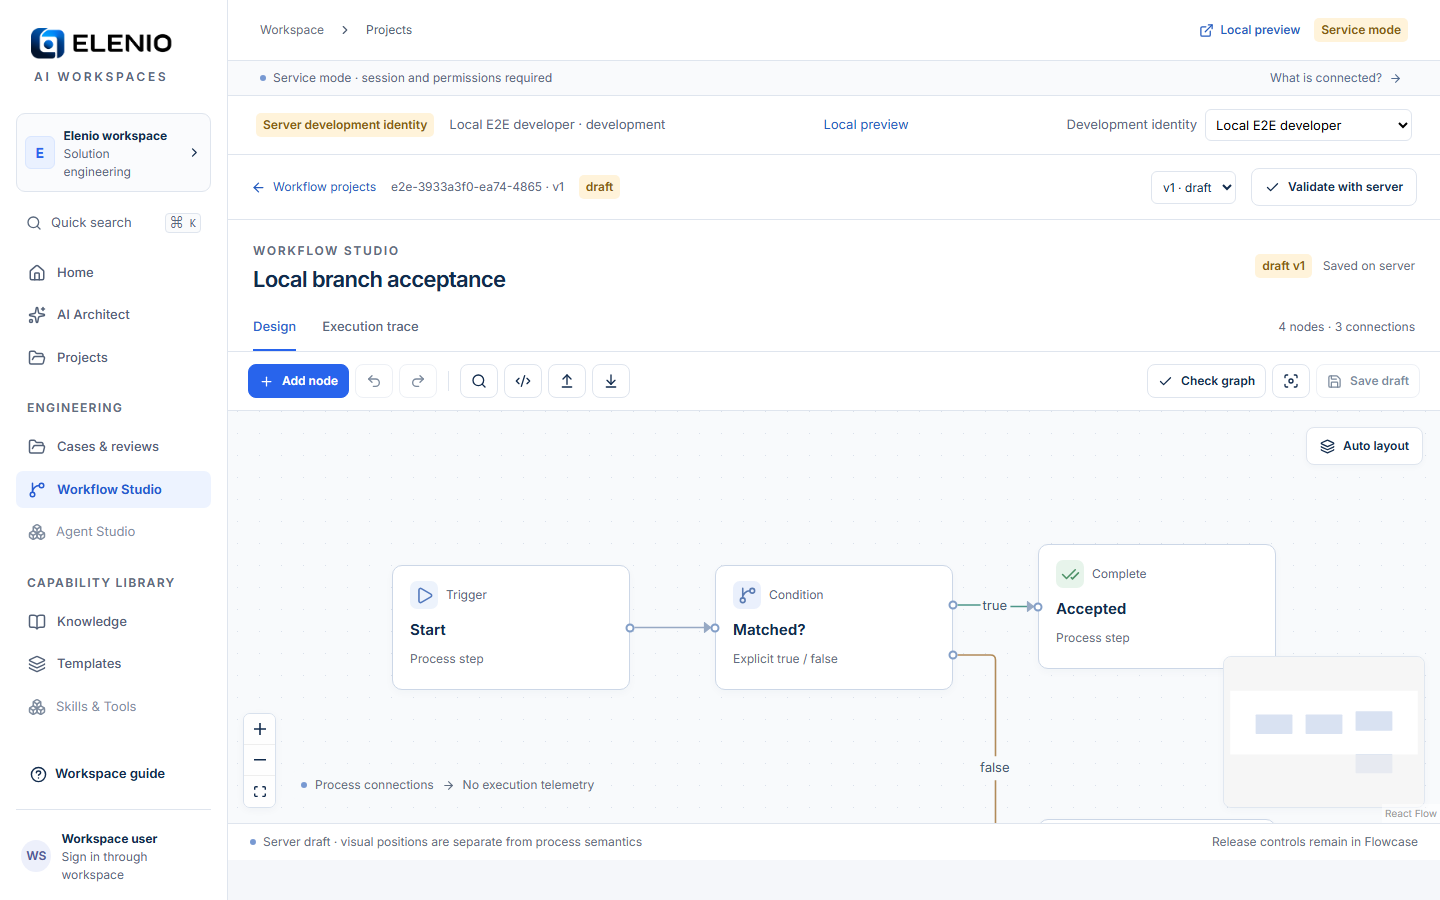 ELENIO
AI WORKSPACES
E
Elenio workspace
Solution
engineering
Quick search
⌘ K
Home
AI Architect
Projects
ENGINEERING
Cases & reviews
Workflow Studio
Agent Studio
CAPABILITY LIBRARY
Knowledge
Templates
Skills & Tools
Workspace guide
WS
Workspace user
Sign in through
workspace
Workspace
Projects
Local preview
Service mode
Service mode · session and permissions required
What is connected? →
Server development identity
Local E2E developer · development
Local preview
Development identity
Local E2E developer
← Workflow projects
e2e-3933a3f0-ea74-4865 · v1
draft
v1 · draft
Validate with server
WORKFLOW STUDIO
Local branch acceptance
draft v1
Saved on server
Design
Execution trace
4 nodes · 3 connections
Add node
Check graph
Save draft
Auto layout
Trigger
Start
Process step
Condition
Matched?
Explicit true / false
true
false
Complete
Accepted
Process step
Process connections → No execution telemetry
React Flow
Server draft · visual positions are separate from process semantics
Release controls remain in Flowcase